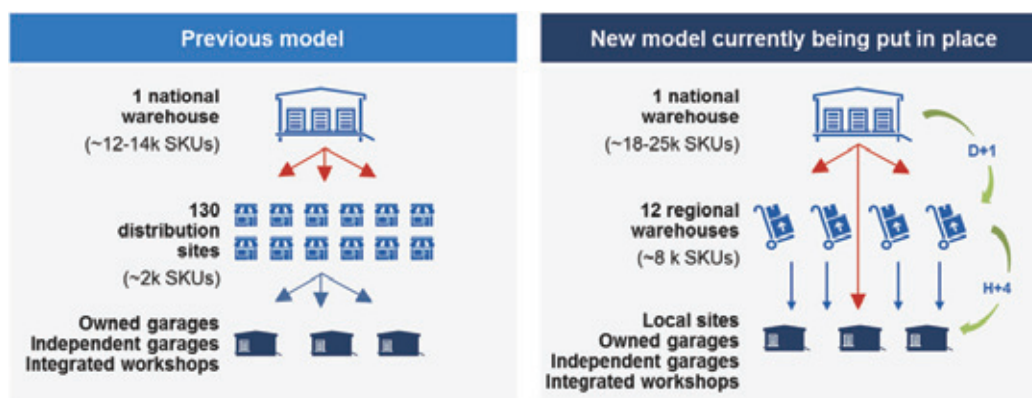 Previous model
1 national
warehouse
(~12-14k SKUs)
130
distribution
sites
(~2k SKUs)
Owned garages
Independent garages
Integrated workshops
New model currently being put in place
1 national
warehouse
(~18-25k SKUs)
D+1
12 regional
warehouses
(~8 k SKUs)
H+4
Local sites
Owned garages
Independent garages
Integrated workshops